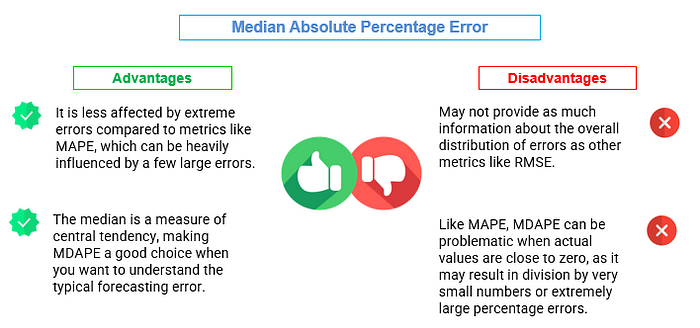 Median Absolute Percentage Error
Advantages
It is less affected by extreme
errors compared to metrics like
MAPE, which can be heavily
influenced by a few large errors.
The median is a measure of
central tendency, making
MDAPE a good choice when
you want to understand the
typical forecasting error.
Disadvantages
May not provide as much
information about the overall
distribution of errors as other
metrics like RMSE.
Like MAPE, MDAPE can be
problematic when actual
values are close to zero, as it
may result in division by very
small numbers or extremely
large percentage errors.